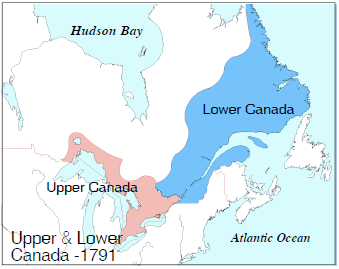 Hudson Bay
Lower Canada
Upper Canada
Upper & Lower
Canada -1791
Atlantic Ocean